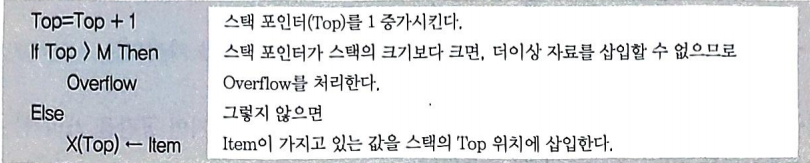 Top=Top + 1 스택 포인터(Top)를 1 증가시킨다.
If Top > M Then 스택 포인터가 스택의 크기보다 크면, 더이상 자료를 삽입할 수 없으므로
Overflow Overflow를 처리한다.
Else 그렇지 않으면
X(Top) ← Item Item이 가지고 있는 값을 스택의 Top 위치에 삽입한다.